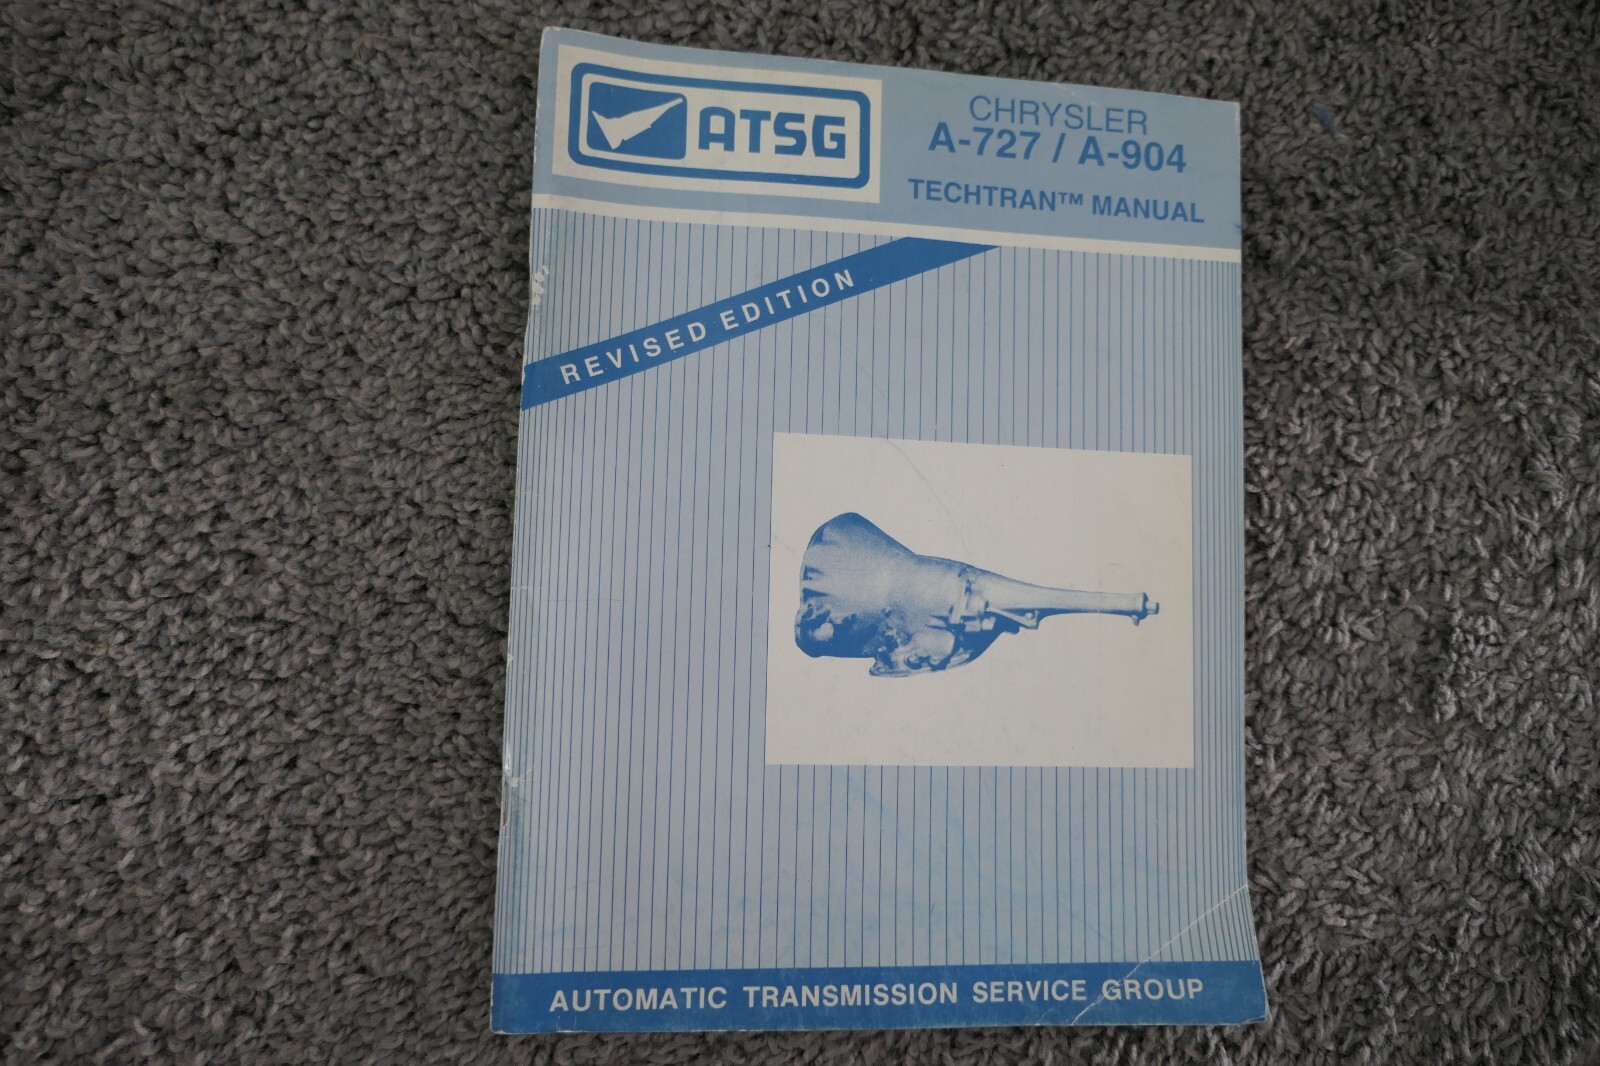 ATSG
CHRYSLER
A-727 / A-904
TECHTRAN™ MANUAL
REVISED EDITION
AUTOMATIC TRANSMISSION SERVICE GROUP